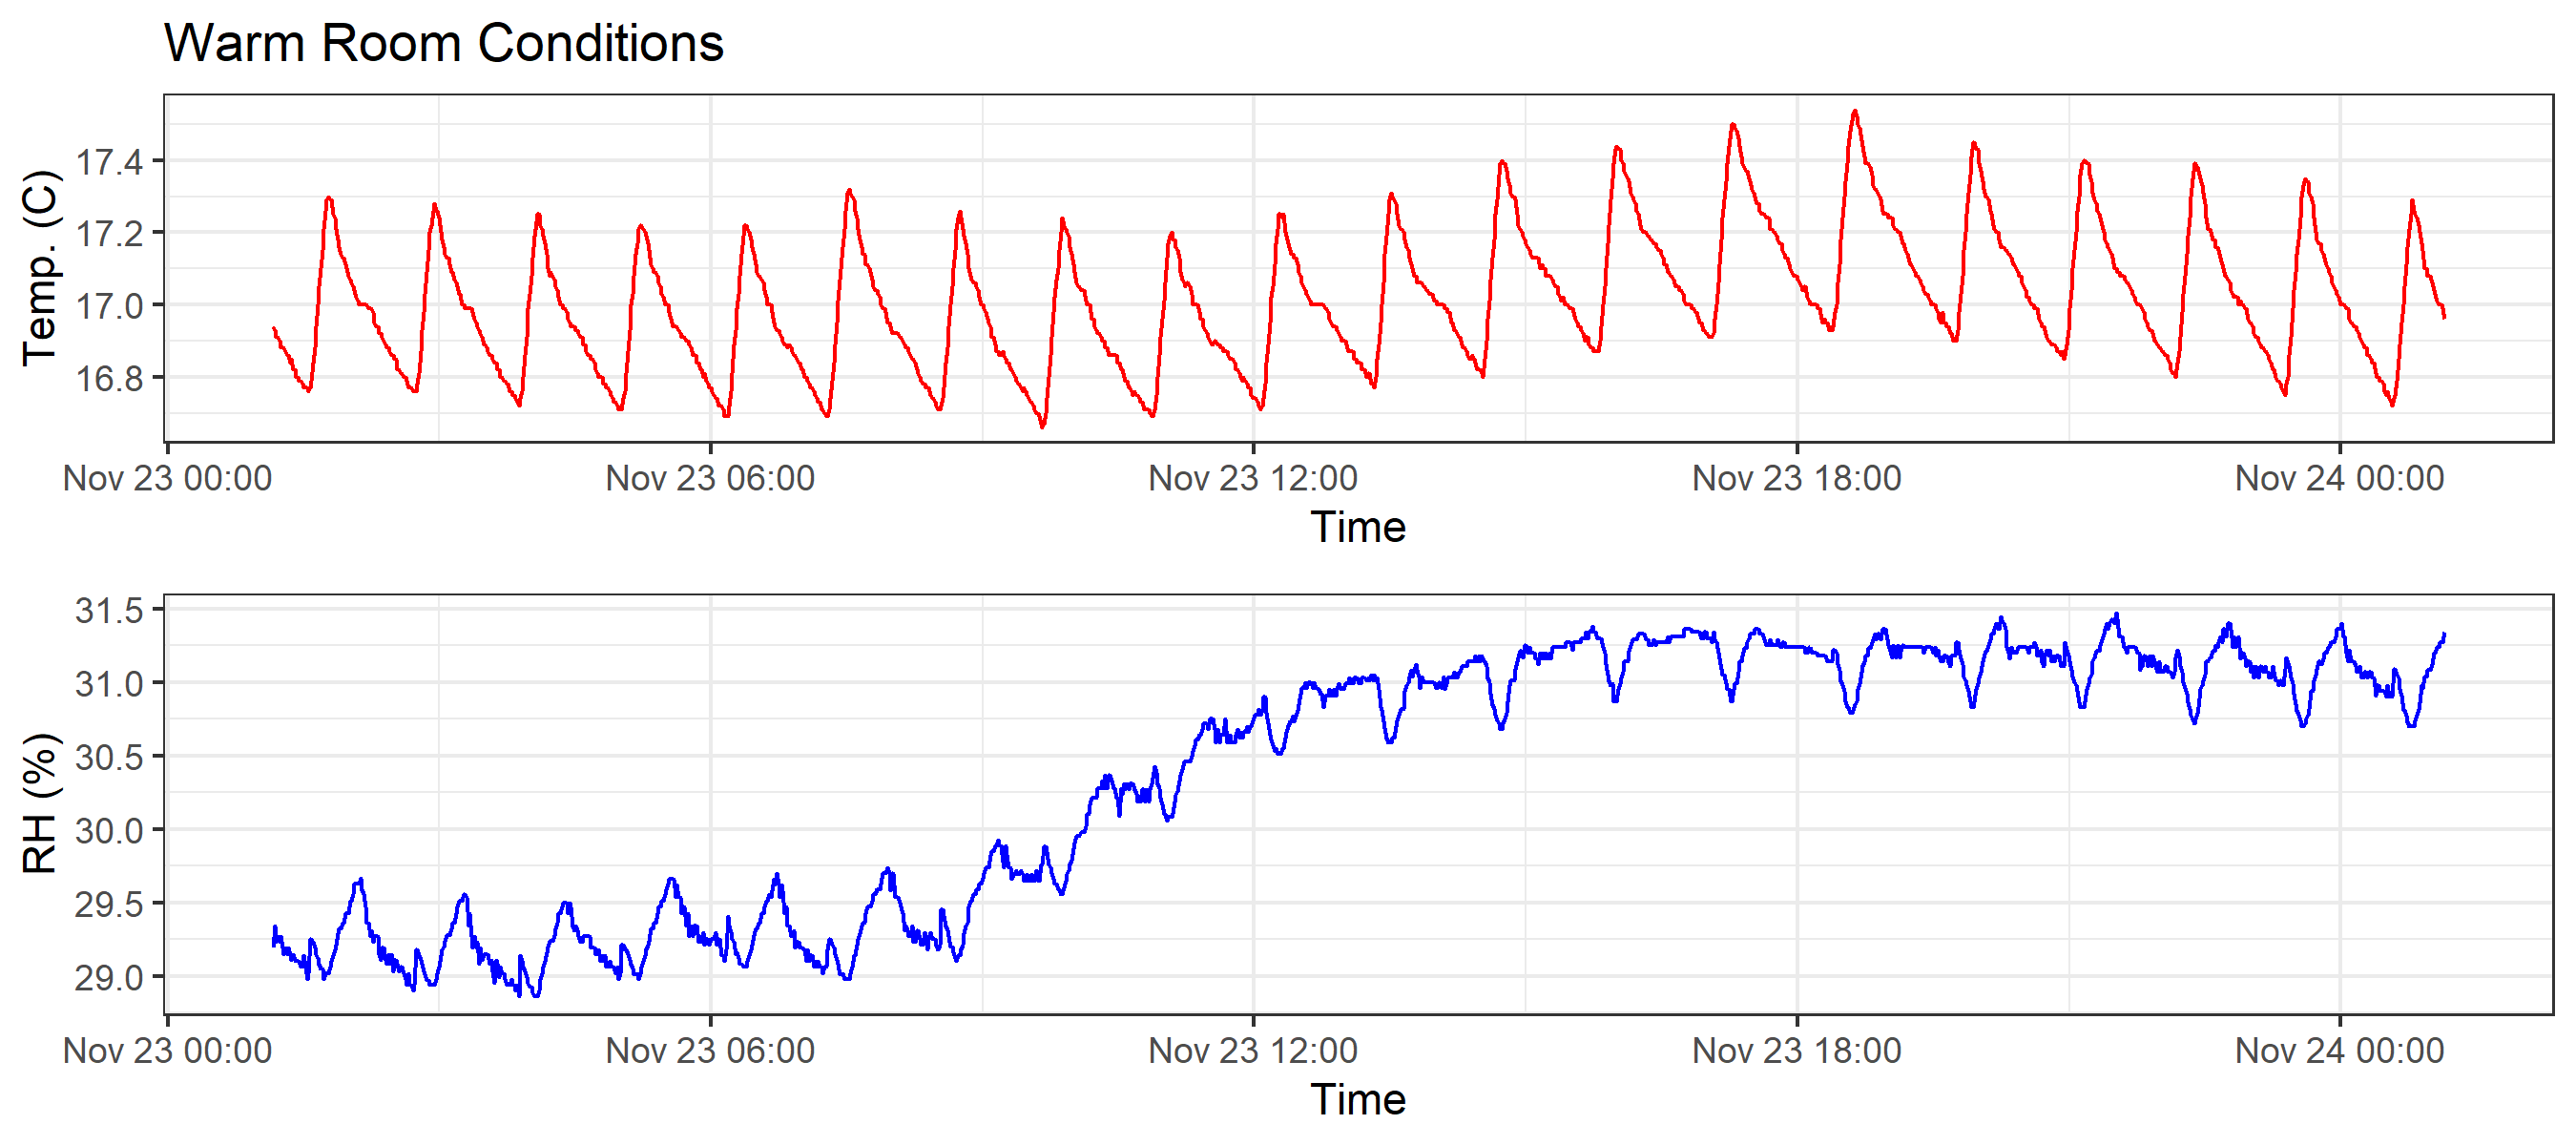 Warm Room Conditions
Temp. (C)
17.4
17.2
17.0
16.8
Nov 23 00:00 Nov 23 06:00 Nov 23 12:00 Nov 23 18:00 Nov 24 00:00
Time
RH (%)
31.5
31.0
30.5
30.0
29.5
29.0
Nov 23 00:00 Nov 23 06:00 Nov 23 12:00 Nov 23 18:00 Nov 24 00:00
Time